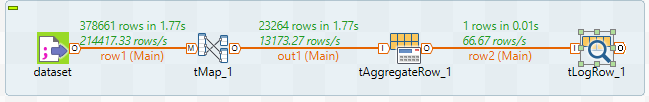 378661 rows in 1.77s
214417.33 rows/s
row1 (Main)
23264 rows in 1.77s
13173.27 rows/s
out1 (Main)
1 rows in 0.01s
66.67 rows/s
row2 (Main)
O
M
O
I
O
I
O
dataset
tMap_1
tAggregateRow_1
tLogRow_1